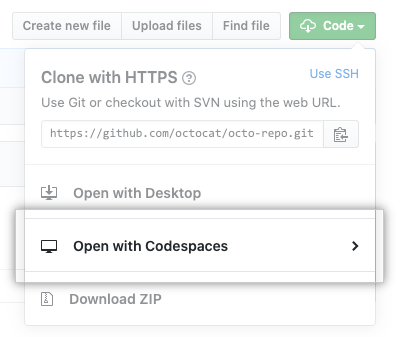 Create new file Upload files Find file Code
Clone with HTTPS ? Use SSH
Use Git or checkout with SVN using the web URL.
https://github.com/octocat/octo-repo.git
Open with Desktop
Open with Codespaces
Download ZIP